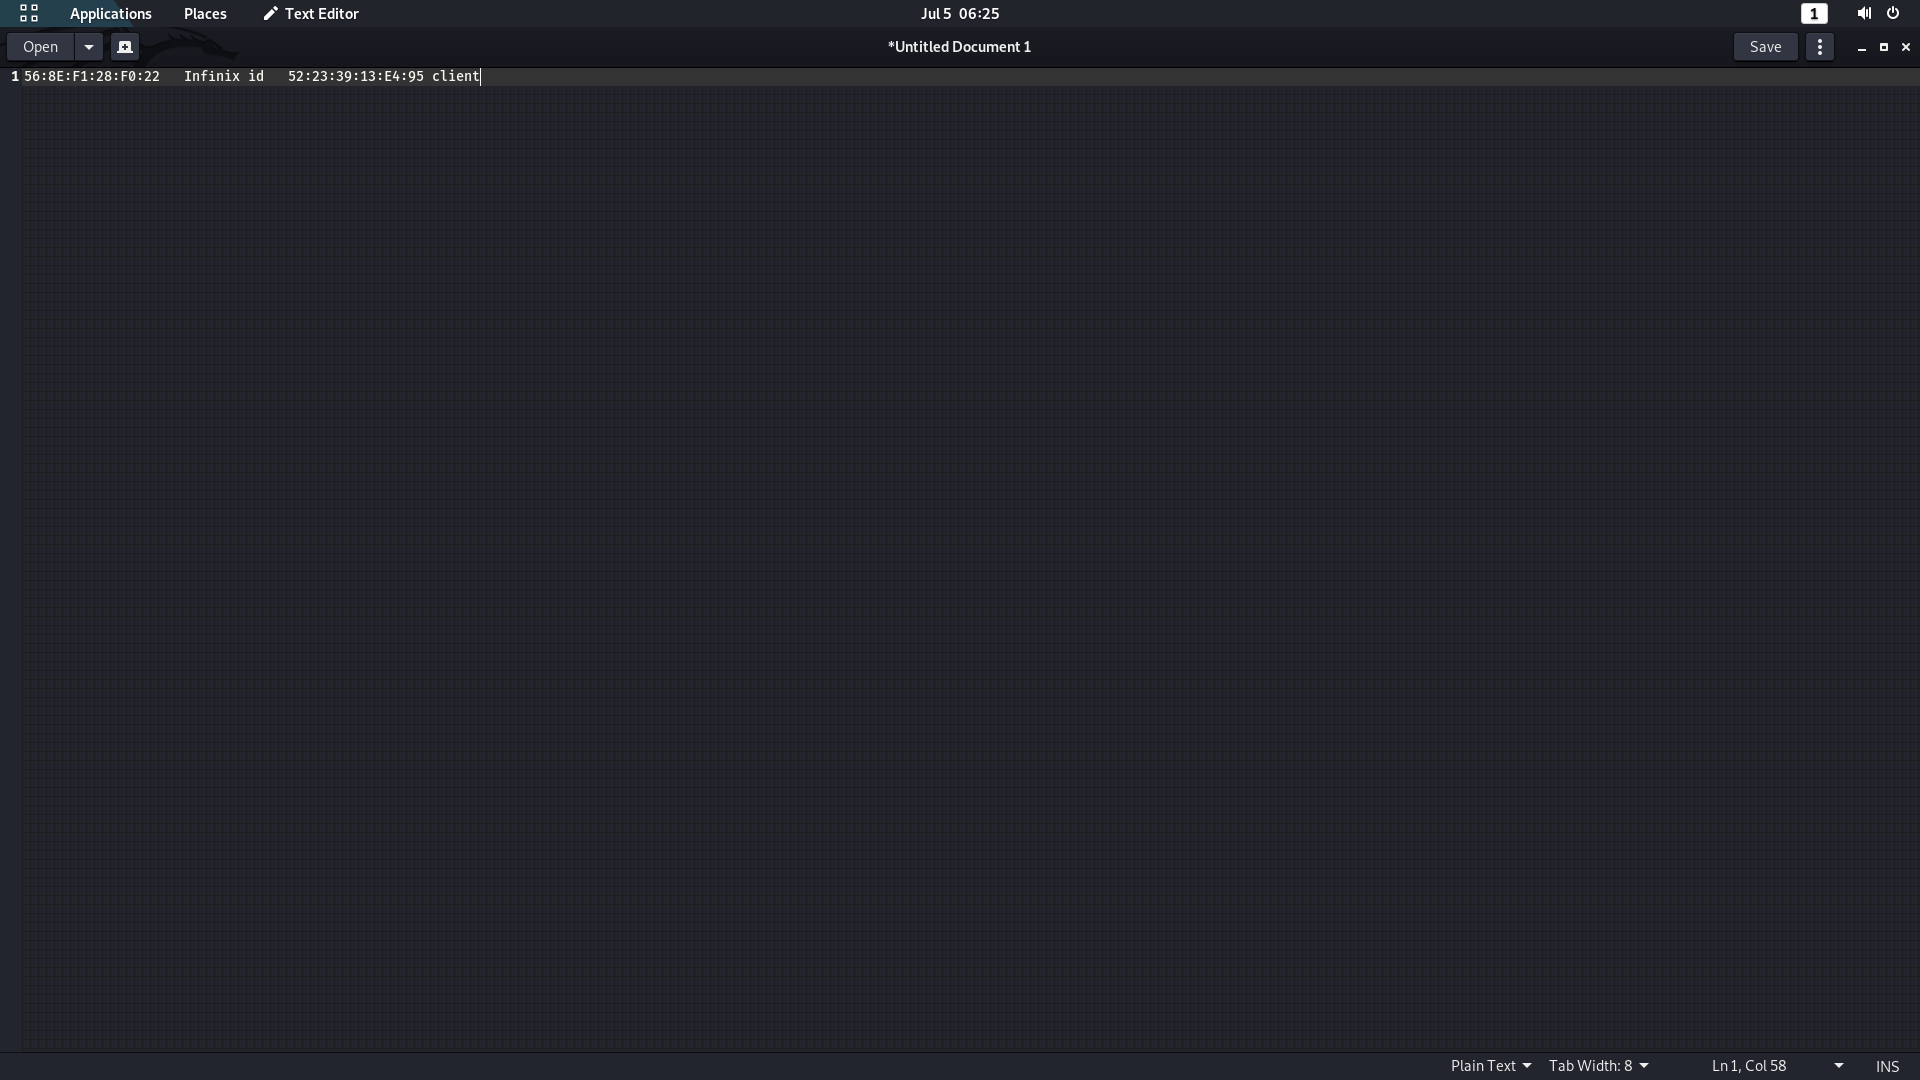 Applications Places Text Editor Jul 5 06:25 1
Open *Untitled Document 1 Save
1 56:8E:F1:28:F0:22 Infinix id 52:23:39:13:E4:95 client
Plain Text Tab Width: 8 Ln 1, Col 58 INS